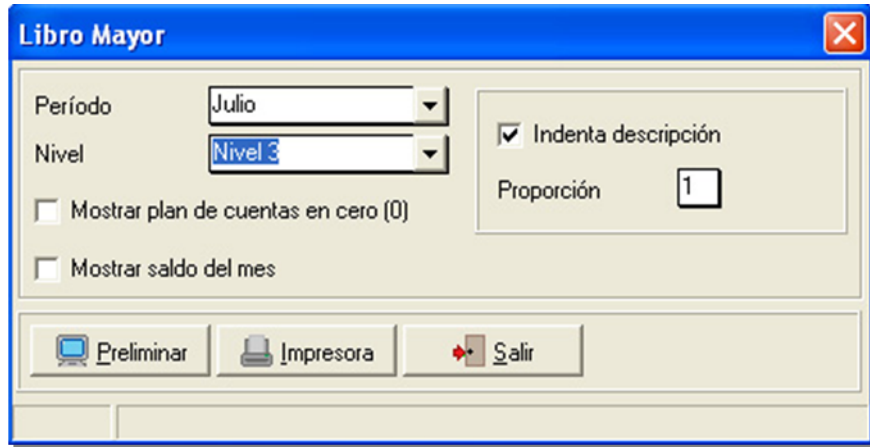 Libro Mayor
Período Julio
Nivel Nivel 3
Mostrar plan de cuentas en cero (0)
Mostrar saldo del mes
Indenta descripción
Proporción 1
Preliminar Impresora Salir